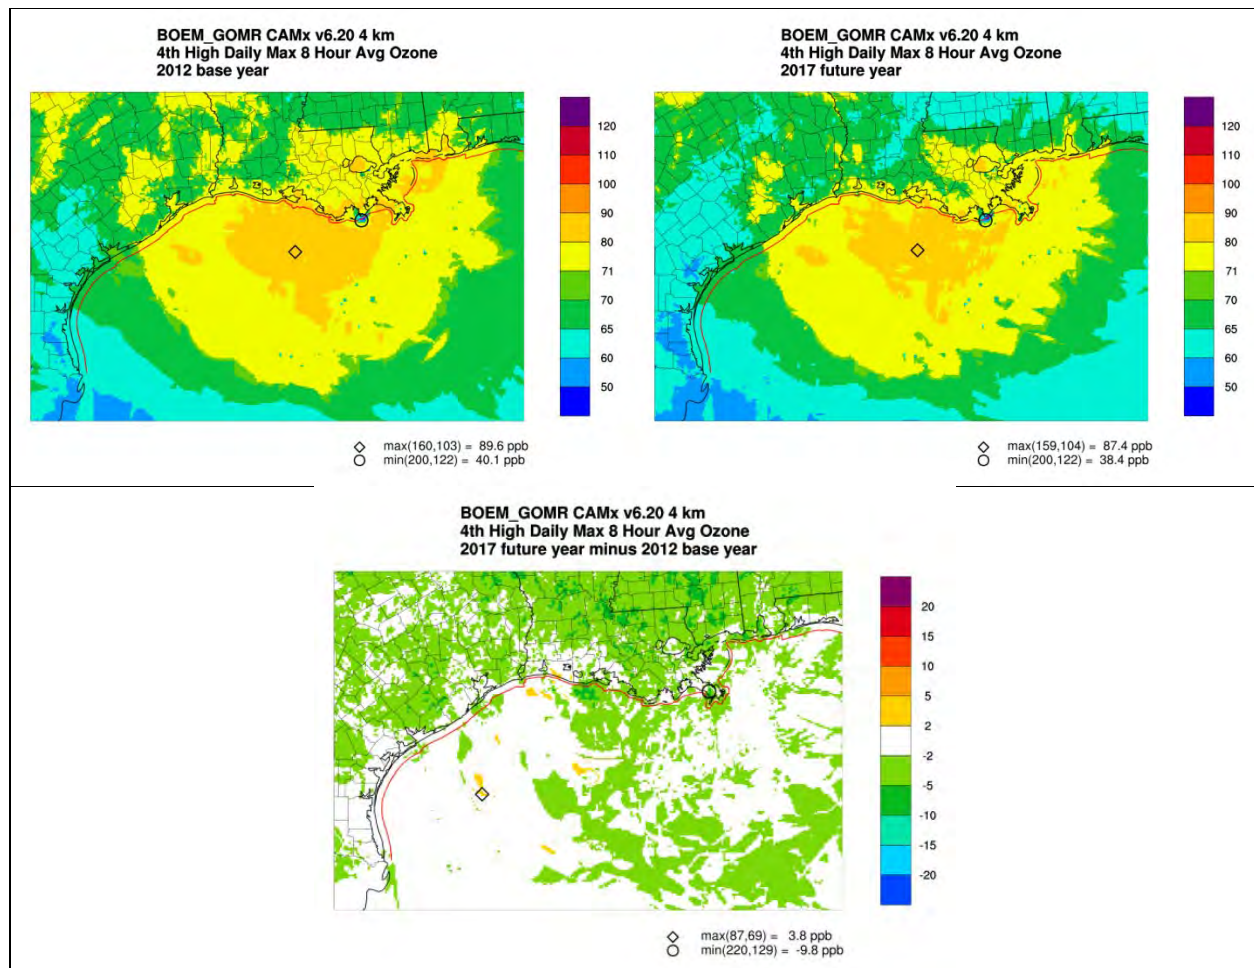 BOEM_GOMR CAMx v6.20 4 km
4th High Daily Max 8 Hour Avg Ozone
2012 base year
120
110
100
90
80
71
70
65
60
50
max(160,103) = 89.6 ppb
min(200,122) = 40.1 ppb
BOEM_GOMR CAMx v6.20 4 km
4th High Daily Max 8 Hour Avg Ozone
2017 future year
120
110
100
90
80
71
70
65
60
50
max(159,104) = 87.4 ppb
min(200,122) = 38.4 ppb
BOEM_GOMR CAMx v6.20 4 km
4th High Daily Max 8 Hour Avg Ozone
2017 future year minus 2012 base year
20
15
10
5
2
-2
-5
-10
-15
-20
max(87,69) = 3.8 ppb
min(220,129) = -9.8 ppb